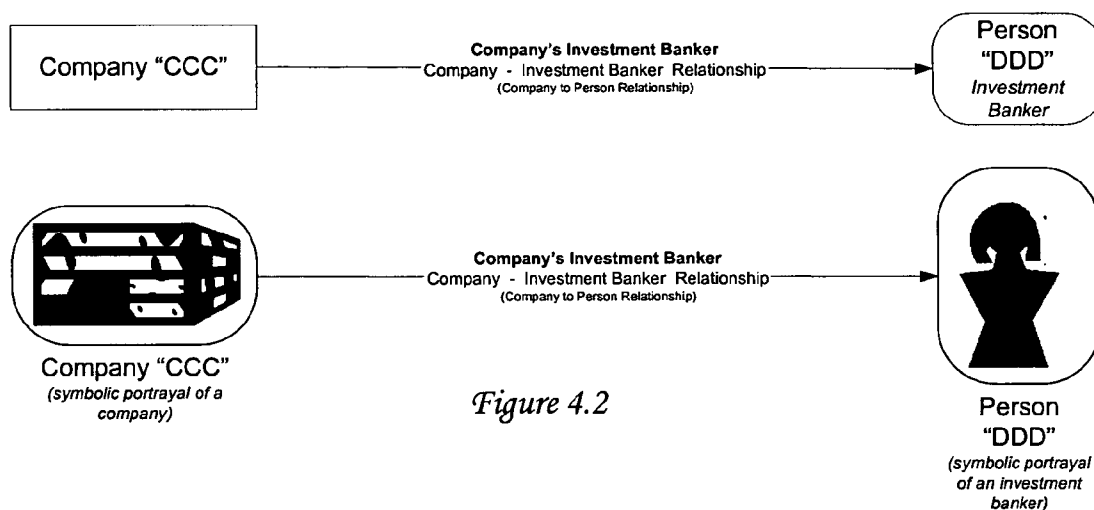 Company “CCC”
Company's Investment Banker
Company - Investment Banker Relationship
(Company to Person Relationship)
Person
“DDD”
Investment
Banker
Company's Investment Banker
Company - Investment Banker Relationship
(Company to Person Relationship)
Company “CCC”
(symbolic portrayal of a
company)
Figure 4.2
Person
“DDD”
(symbolic portrayal
of an investment
banker)